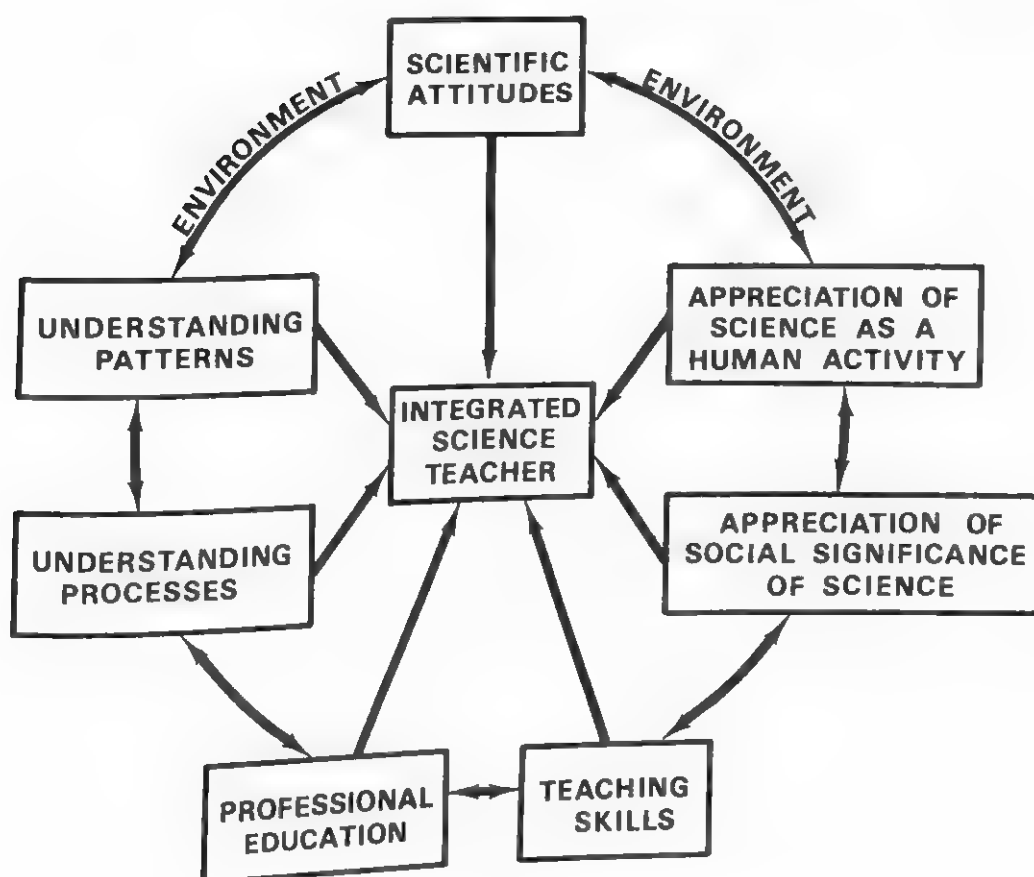 SCIENTIFIC
ATTITUDES
ENVIRONMENT
ENVIRONMENT
UNDERSTANDING
PATTERNS
APPRECIATION OF
SCIENCE AS A
HUMAN ACTIVITY
INTEGRATED
SCIENCE
TEACHER
UNDERSTANDING
PROCESSES
APPRECIATION OF
SOCIAL SIGNIFICANCE
OF SCIENCE
PROFESSIONAL
EDUCATION
TEACHING
SKILLS